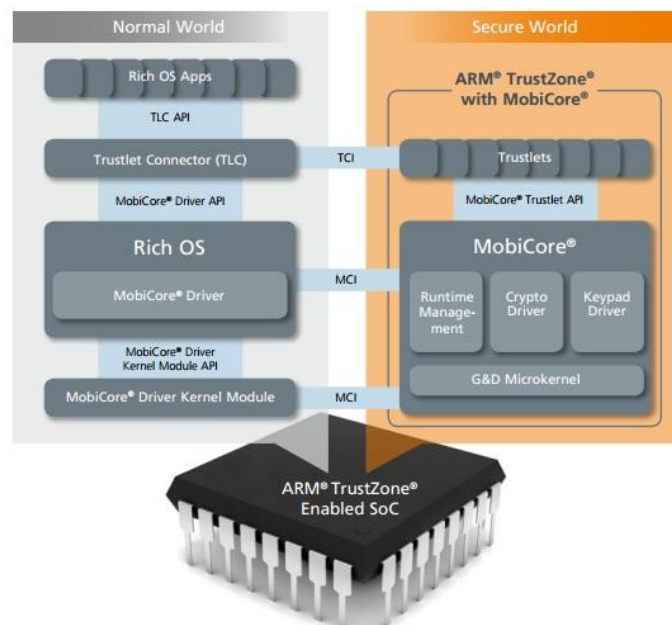 Normal World
Secure World
Rich OS Apps
TLC API
Trustlet Connector (TLC)
MobiCore® Driver API
Rich OS
MobiCore® Driver
MobiCore® Driver
Kernel Module API
MobiCore® Driver Kernel Module
TCI
MCI
MCI
ARM® TrustZone®
with MobiCore®
Trustlets
MobiCore® Trustlet API
MobiCore®
Runtime
Manage-
ment
Crypto
Driver
Keypad
Driver
G&D Microkernel
ARM® TrustZone®
Enabled SoC